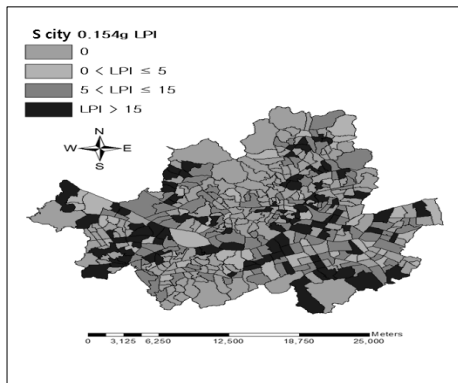 S city 0.154g LPI
0
0 < LPI ≤ 5
5 < LPI ≤ 15
LPI > 15
N
W E
S
Meters
0 3,125 6,250 12,500 18,750 25,000